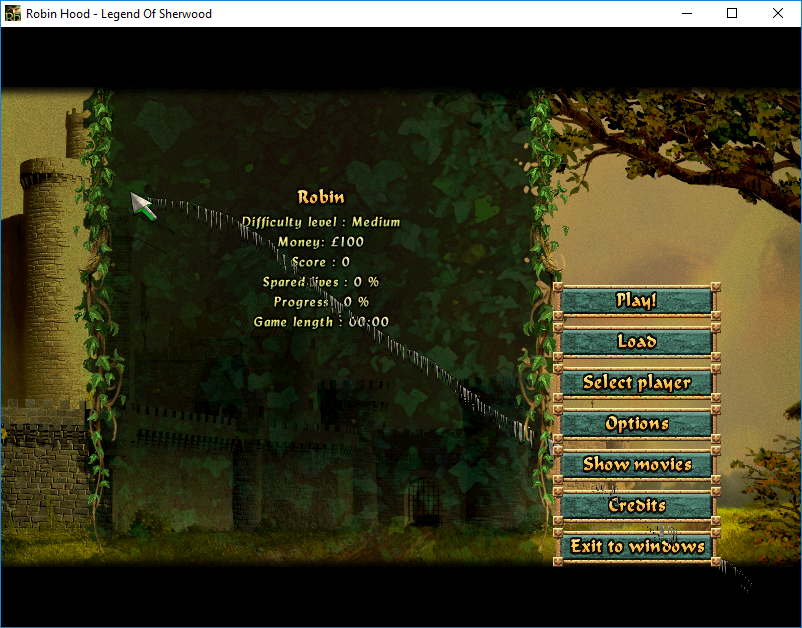 Robin Hood - Legend Of Sherwood
Robin
Difficulty level : Medium
Money: £100
Score : 0
Spared lives : 0 %
Progress : 0 %
Game length : 00:00
Play!
Load
Select player
Options
Show movies
Credits
Exit to windows